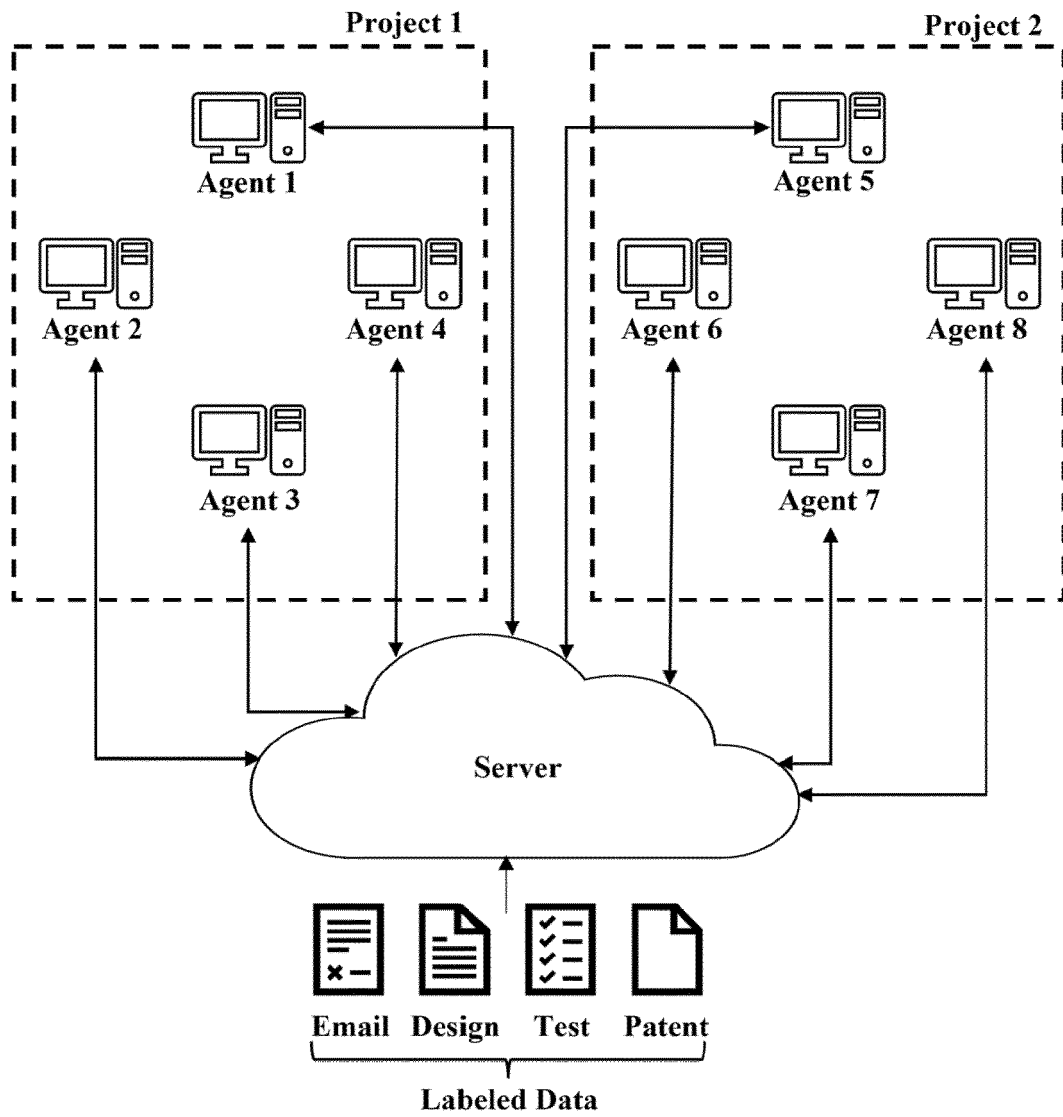 Project 1
Project 2
Agent 1
Agent 5
Agent 2
Agent 4
Agent 6
Agent 8
Agent 3
Agent 7
Server
Email
Design
Test
Patent
Labeled Data